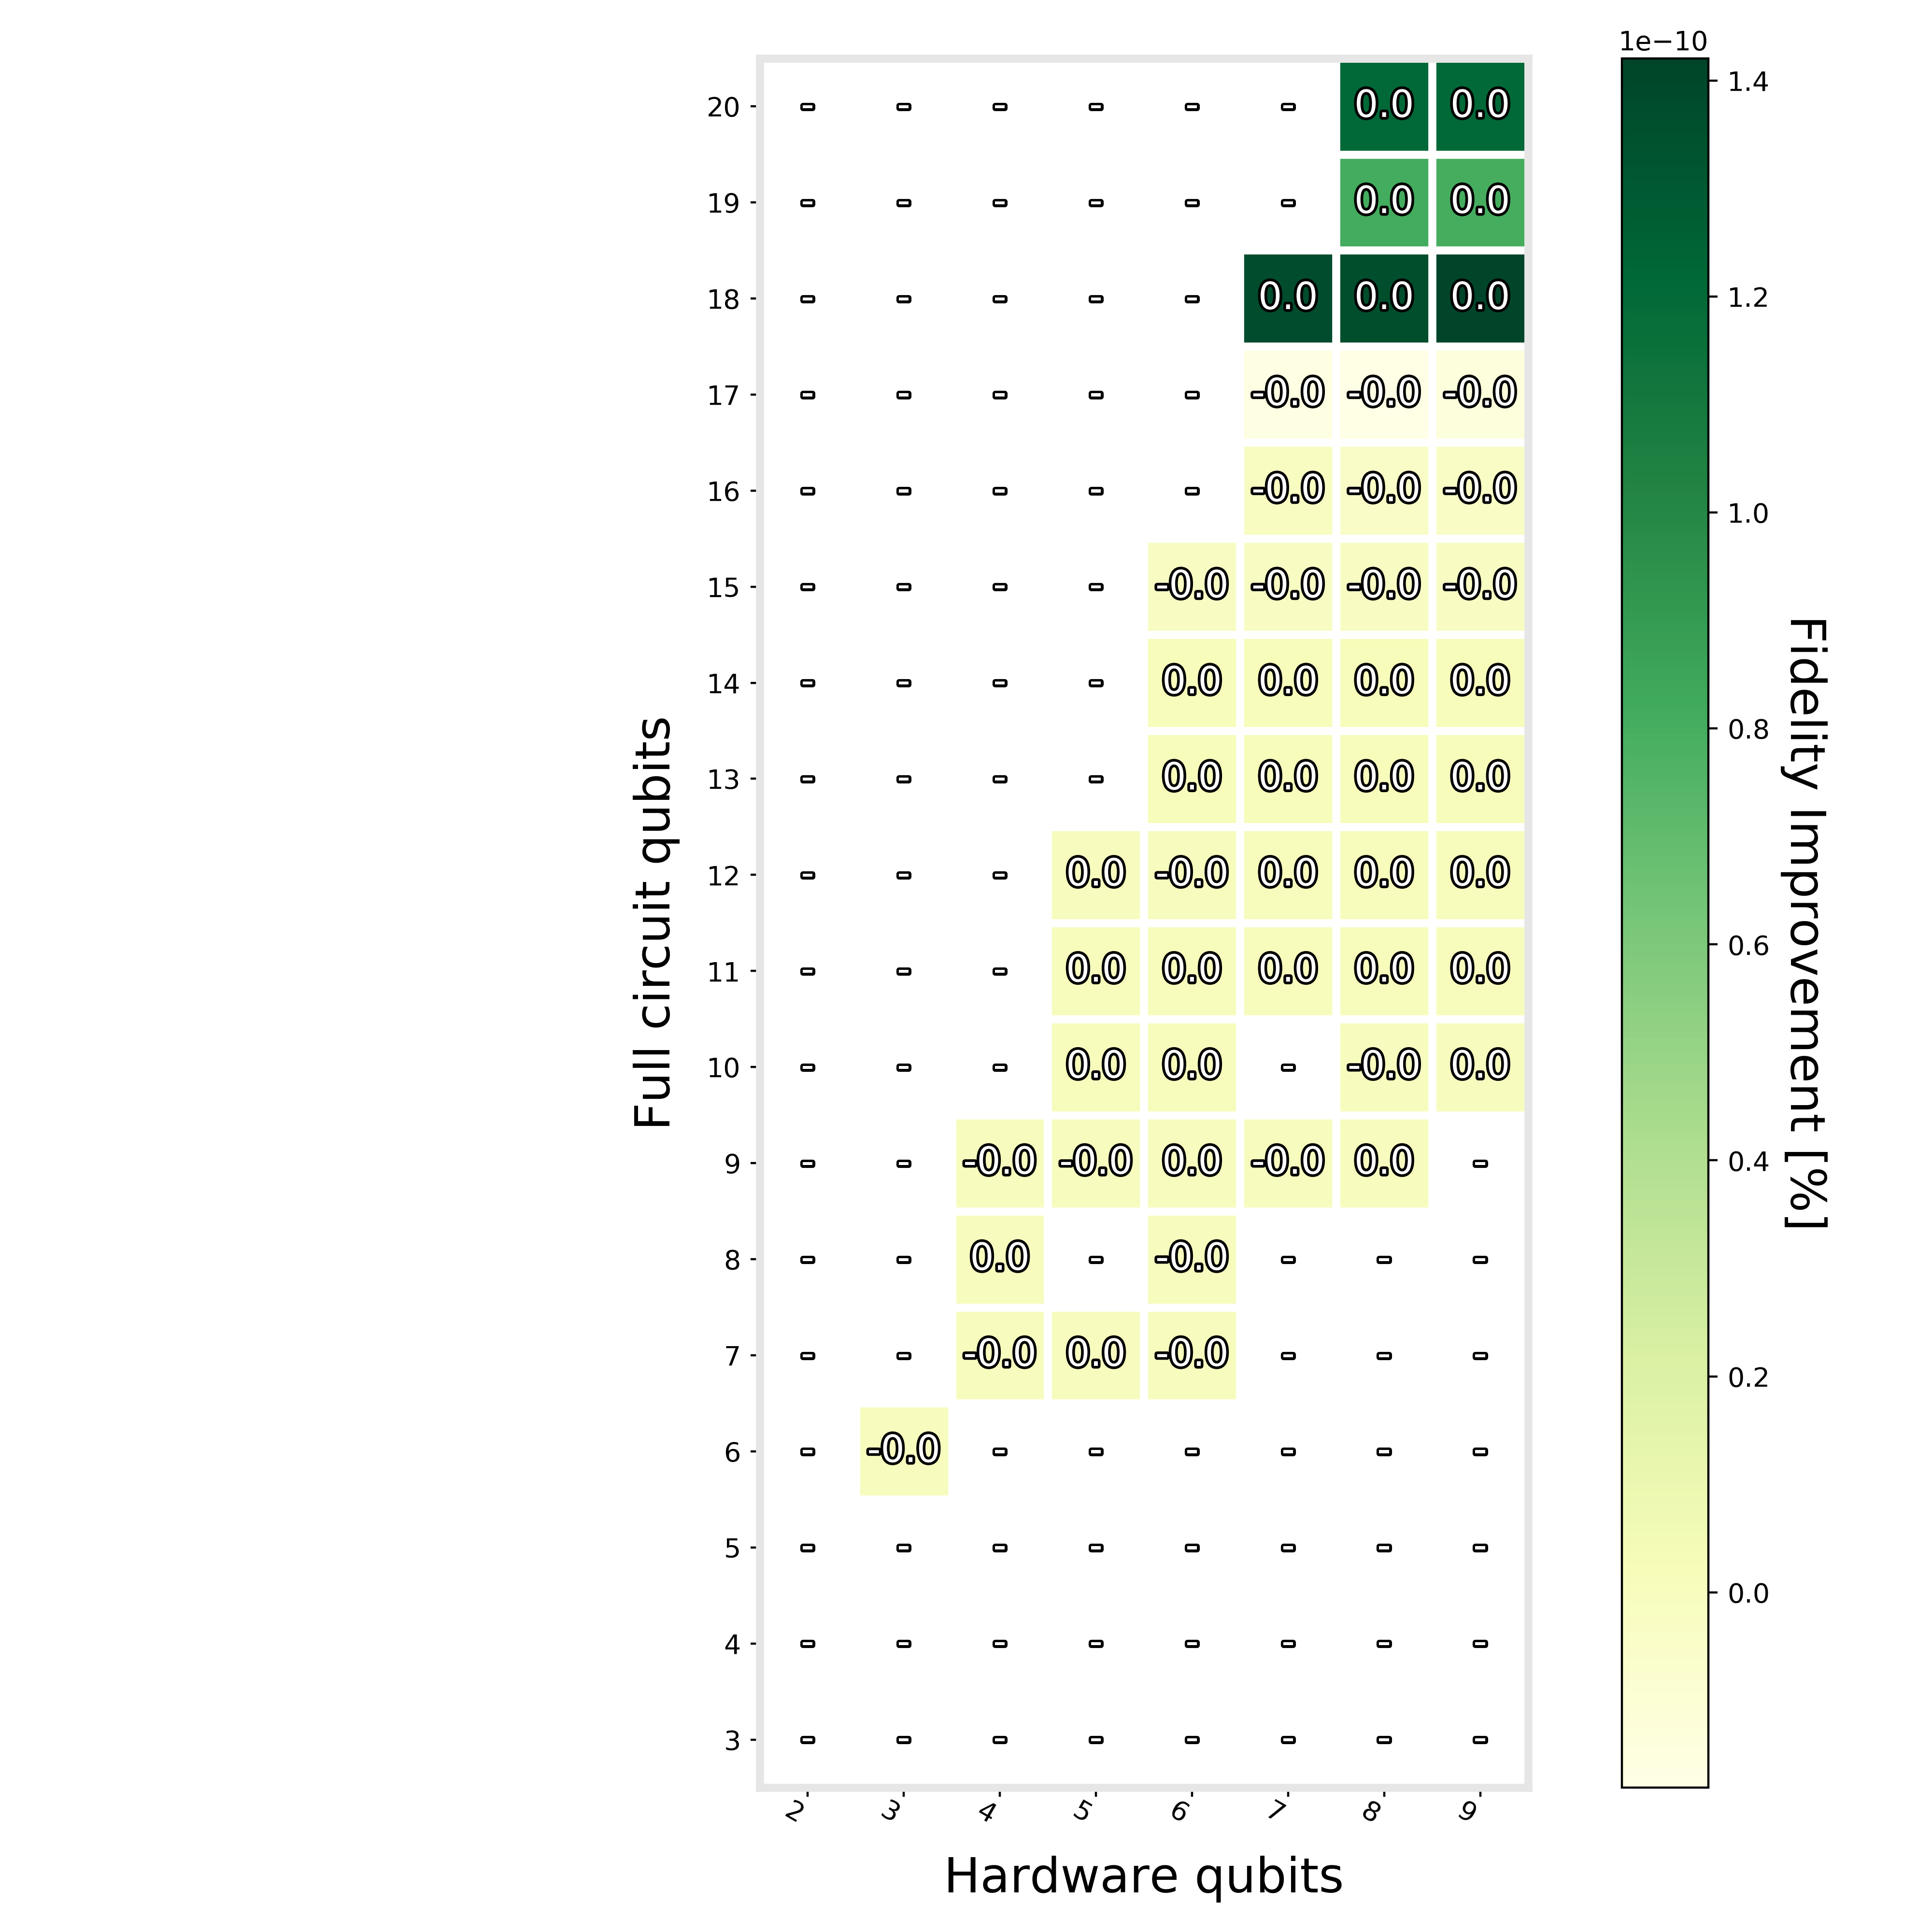 1e−10
20 - - - - - - 0.0 0.0
19 - - - - - - 0.0 0.0
18 - - - - - 0.0 0.0 0.0
17 - - - - - -0.0 -0.0 -0.0
16 - - - - - -0.0 -0.0 -0.0
15 - - - - -0.0 -0.0 -0.0 -0.0
14 - - - - 0.0 0.0 0.0 0.0
13 - - - - 0.0 0.0 0.0 0.0
12 - - - 0.0 -0.0 0.0 0.0 0.0
11 - - - 0.0 0.0 0.0 0.0 0.0
10 - - - 0.0 0.0 - -0.0 0.0
9 - - -0.0 -0.0 0.0 -0.0 0.0 -
8 - - 0.0 - -0.0 - - -
7 - - -0.0 0.0 -0.0 - - -
6 - -0.0 - - - - - -
5 - - - - - - - -
4 - - - - - - - -
3 - - - - - - - -
2 3 4 5 6 7 8 9
Hardware qubits
Full circuit qubits
1.4
1.2
1.0
0.8
0.6
0.4
0.2
0.0
Fidelity Improvement [%]